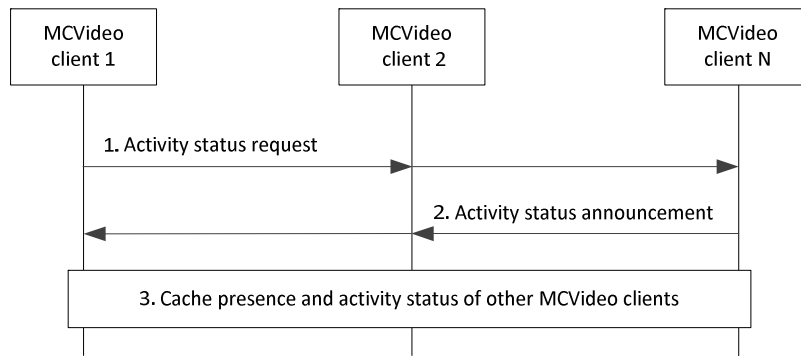 MCVideo
client 1
MCVideo
client 2
MCVideo
client N
1. Activity status request
2. Activity status announcement
3. Cache presence and activity status of other MCVideo clients